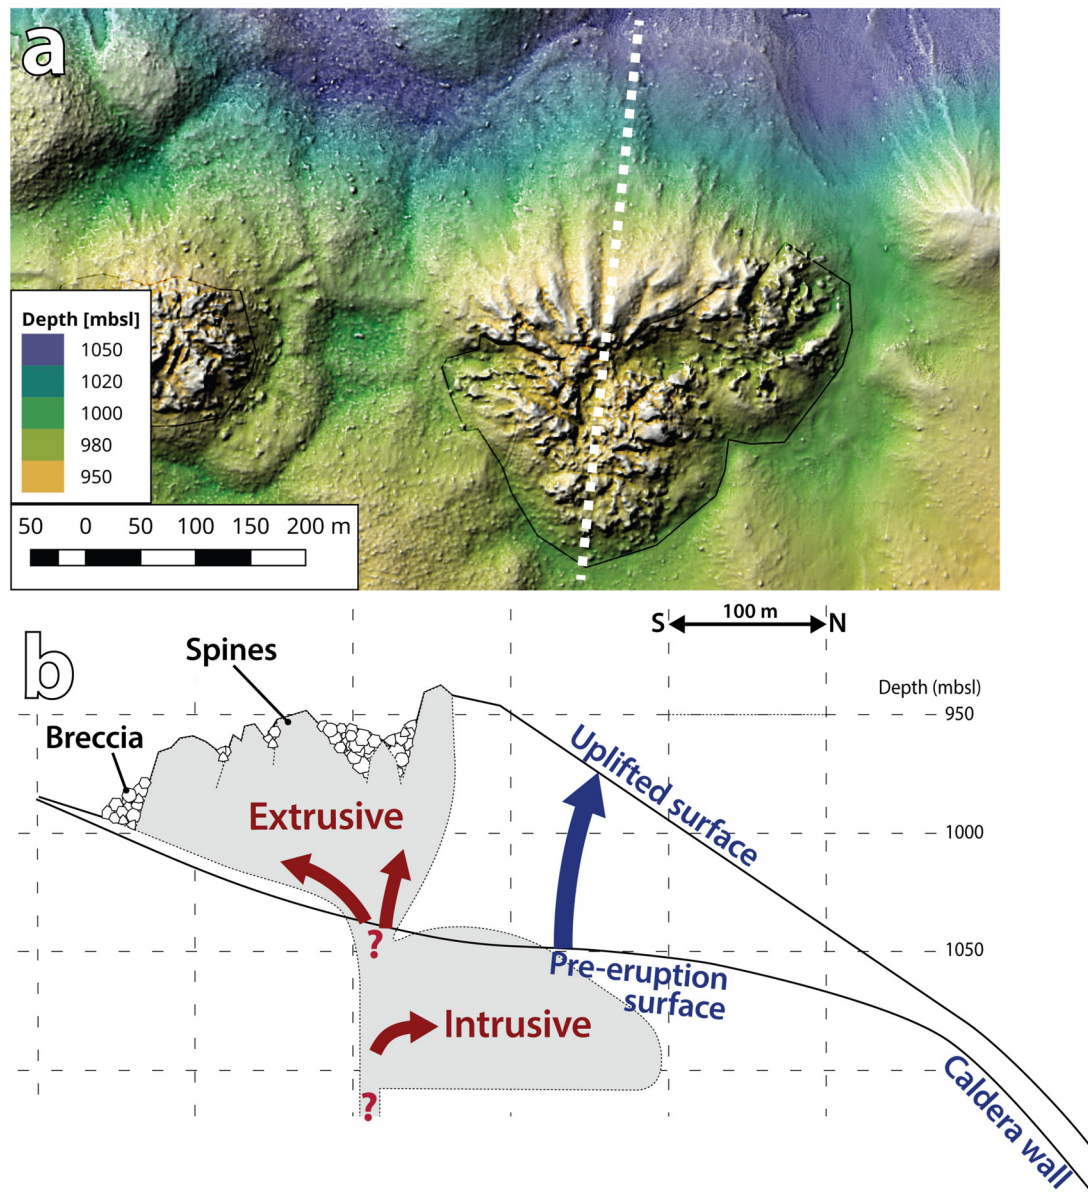 a
Depth [mbsl]
1050
1020
1000
980
950
50 0 50 100 150 200 m
b
S 100 m N
Spines
Depth (mbsl)
950
Breccia
Uplifted surface
Extrusive
1000
?
1050
Pre-eruption
surface
Intrusive
?
Caldera wall